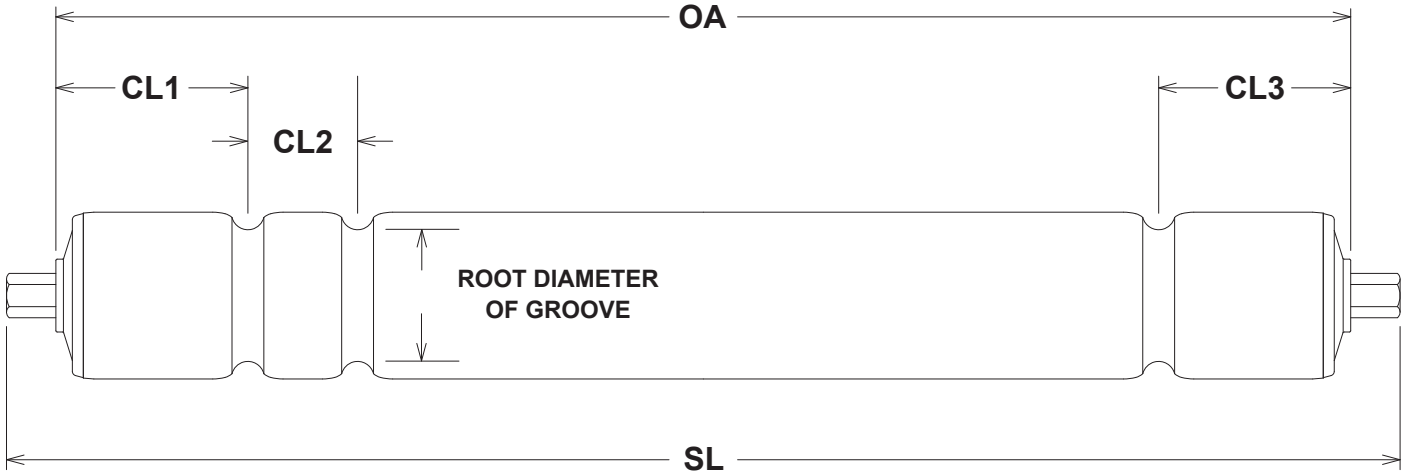 OA
CL1
CL3
CL2
ROOT DIAMETER
OF GROOVE
SL